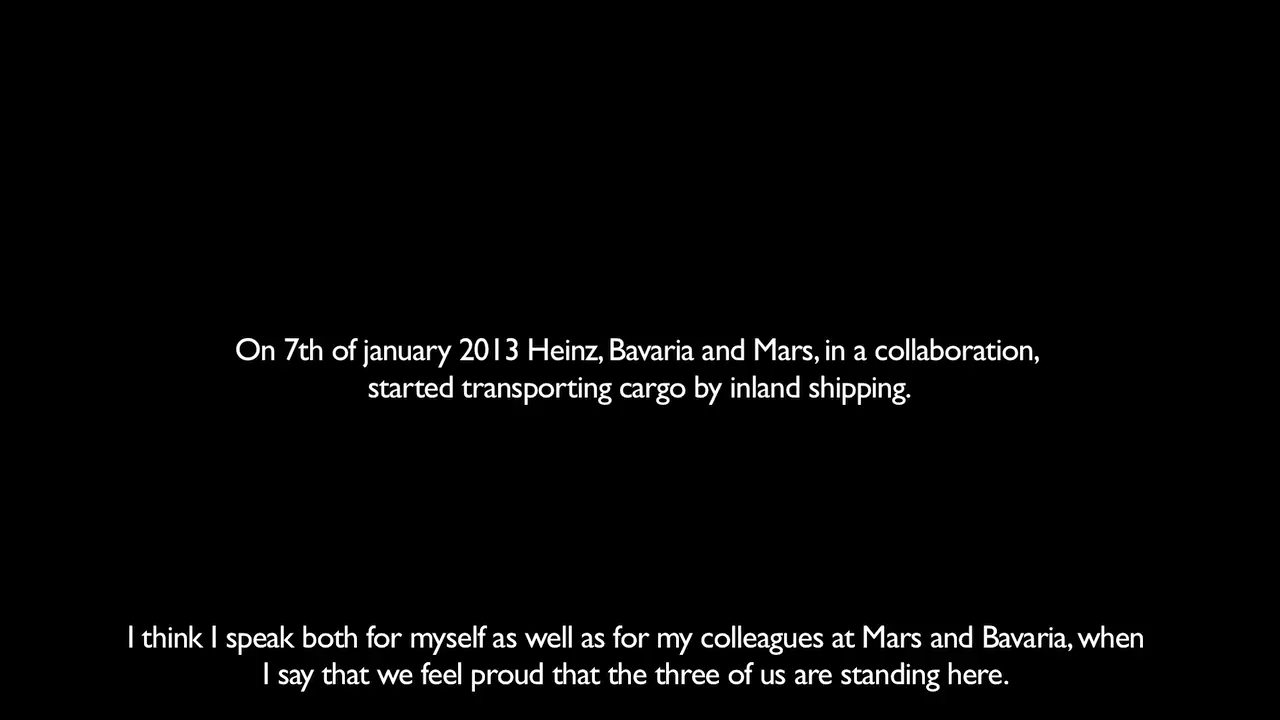 On 7th of january 2013 Heinz, Bavaria and Mars, in a collaboration,
started transporting cargo by inland shipping.
I think I speak both for myself as well as for my colleagues at Mars and Bavaria, when
I say that we feel proud that the three of us are standing here.